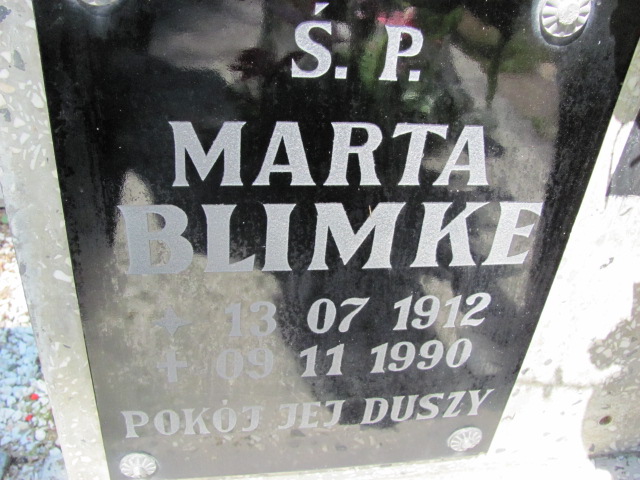 Ś. P.
MARTA
BLIMKE
✦ 13 07 1912
✝ 09 11 1990
POKÓJ JEJ DUSZY